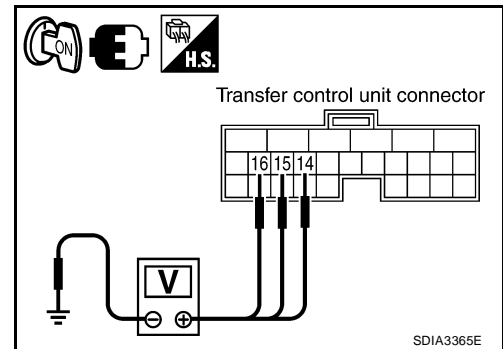 ON
H.S.
Transfer control unit connector
16 15 14
V
− +
SDIA3365E